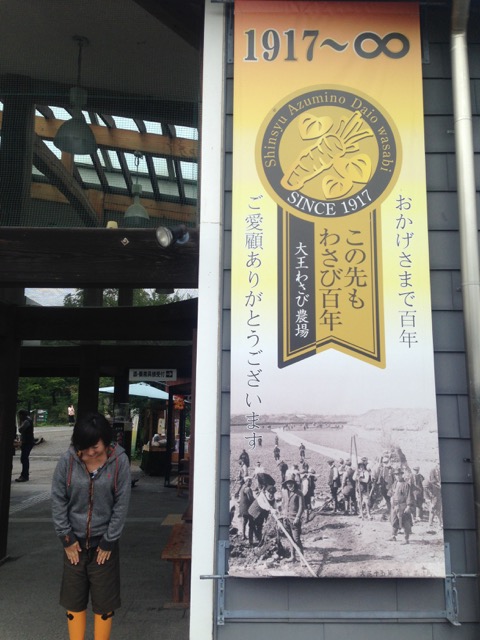 1917～∞
Shinsyu Azumino Daio wasabi
SINCE 1917
おかげさまで百年
この先も
わさび百年
大王わさび農場
ご愛顧ありがとうございます